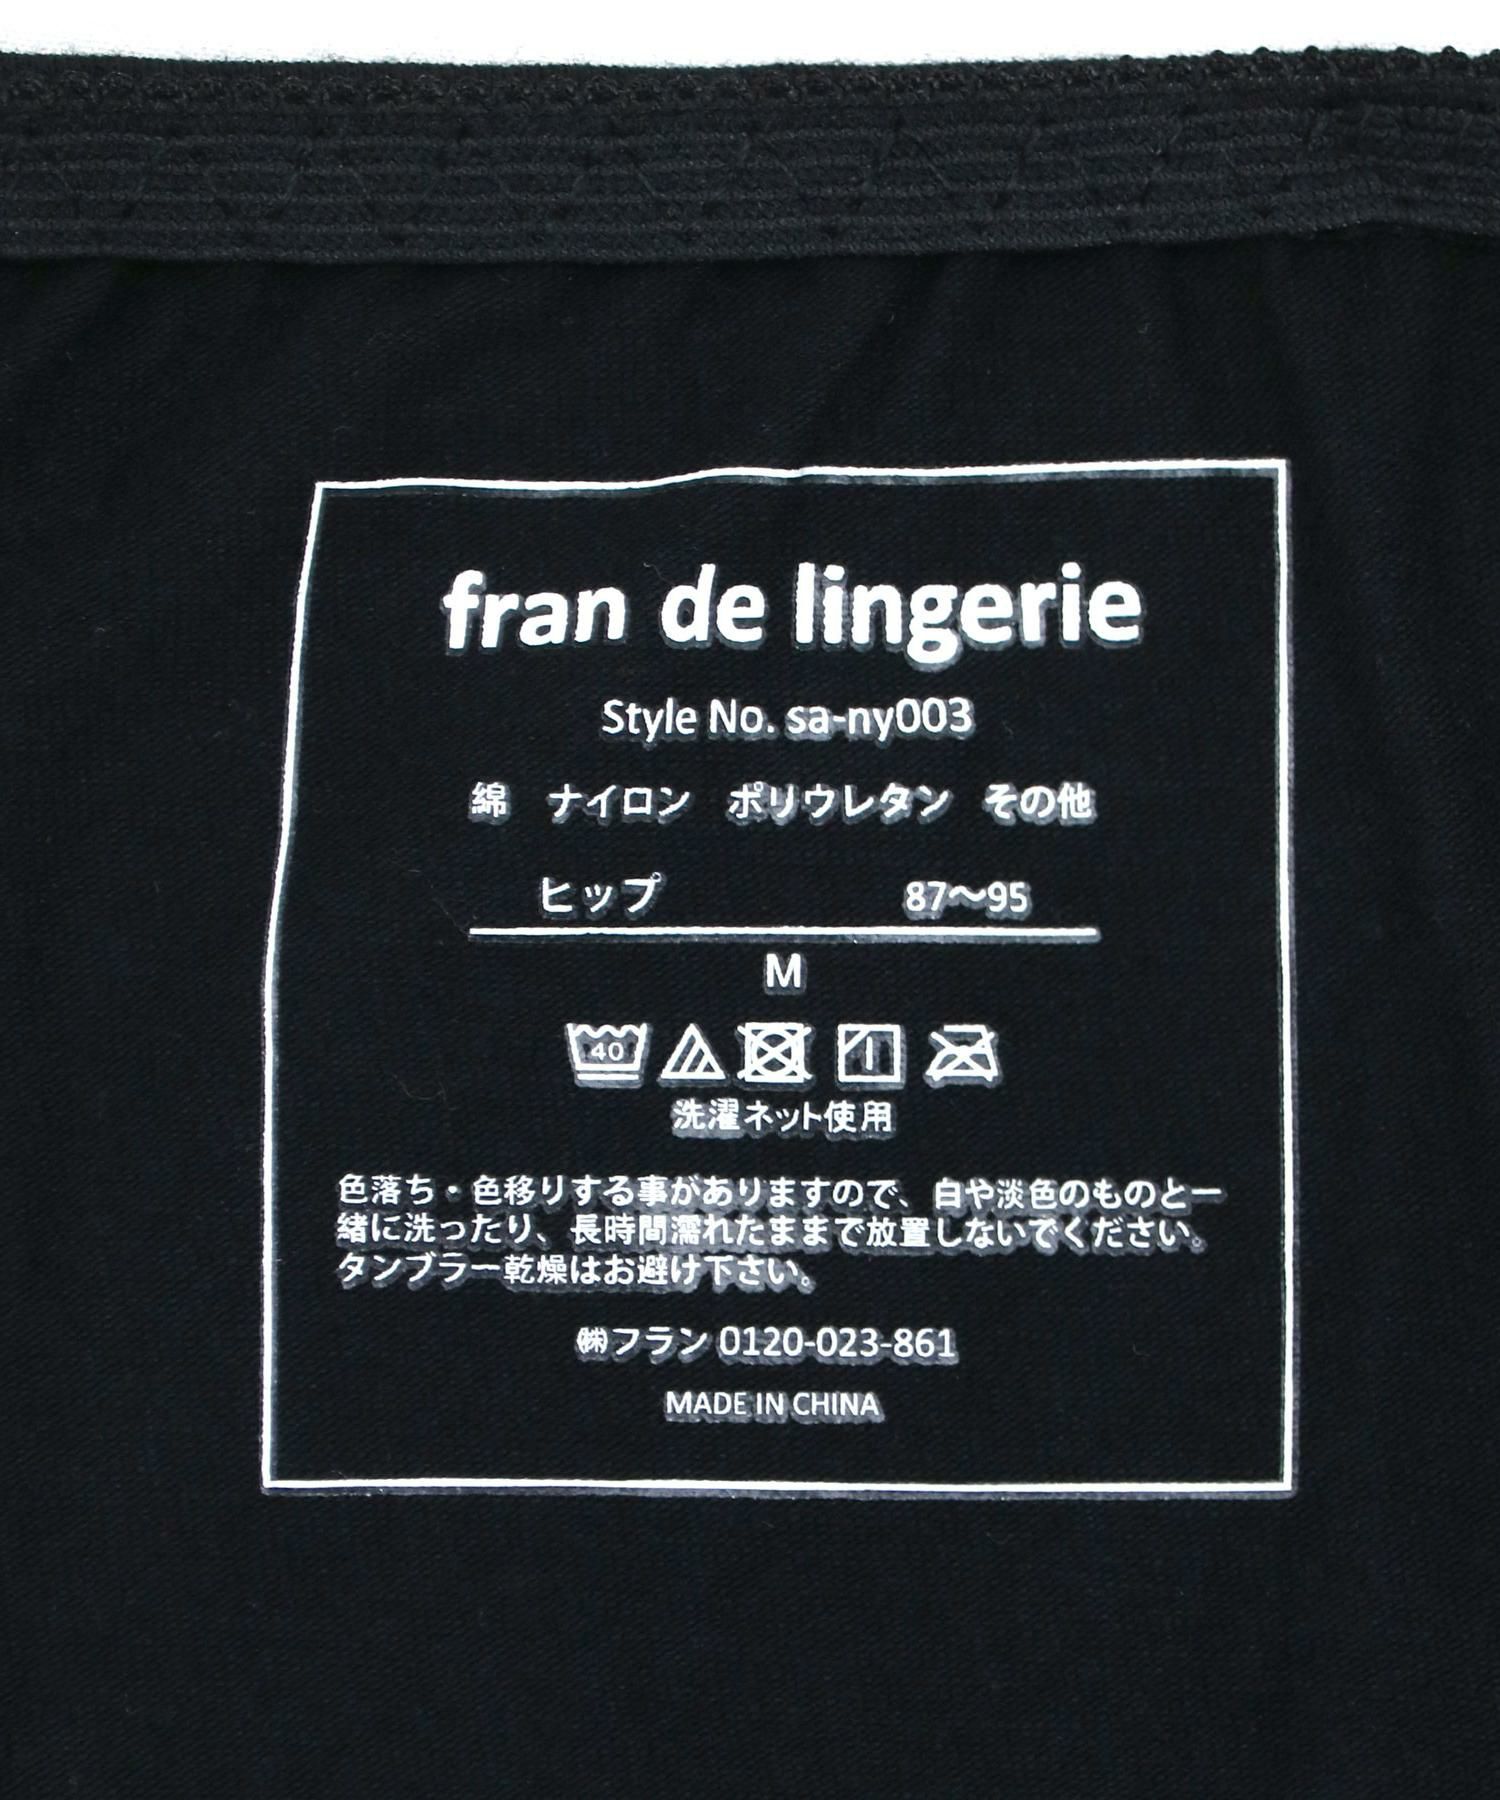 fran de lingerie
Style No. sa-ny003
綿 ナイロン ポリウレタン その他
ヒップ 87〜95
M
40
洗濯ネット使用
色落ち・色移りする事がありますので、白や淡色のものと一
緒に洗ったり、長時間濡れたままで放置しないでください。
タンブラー乾燥はお避け下さい。
㈱フラン 0120-023-861
MADE IN CHINA